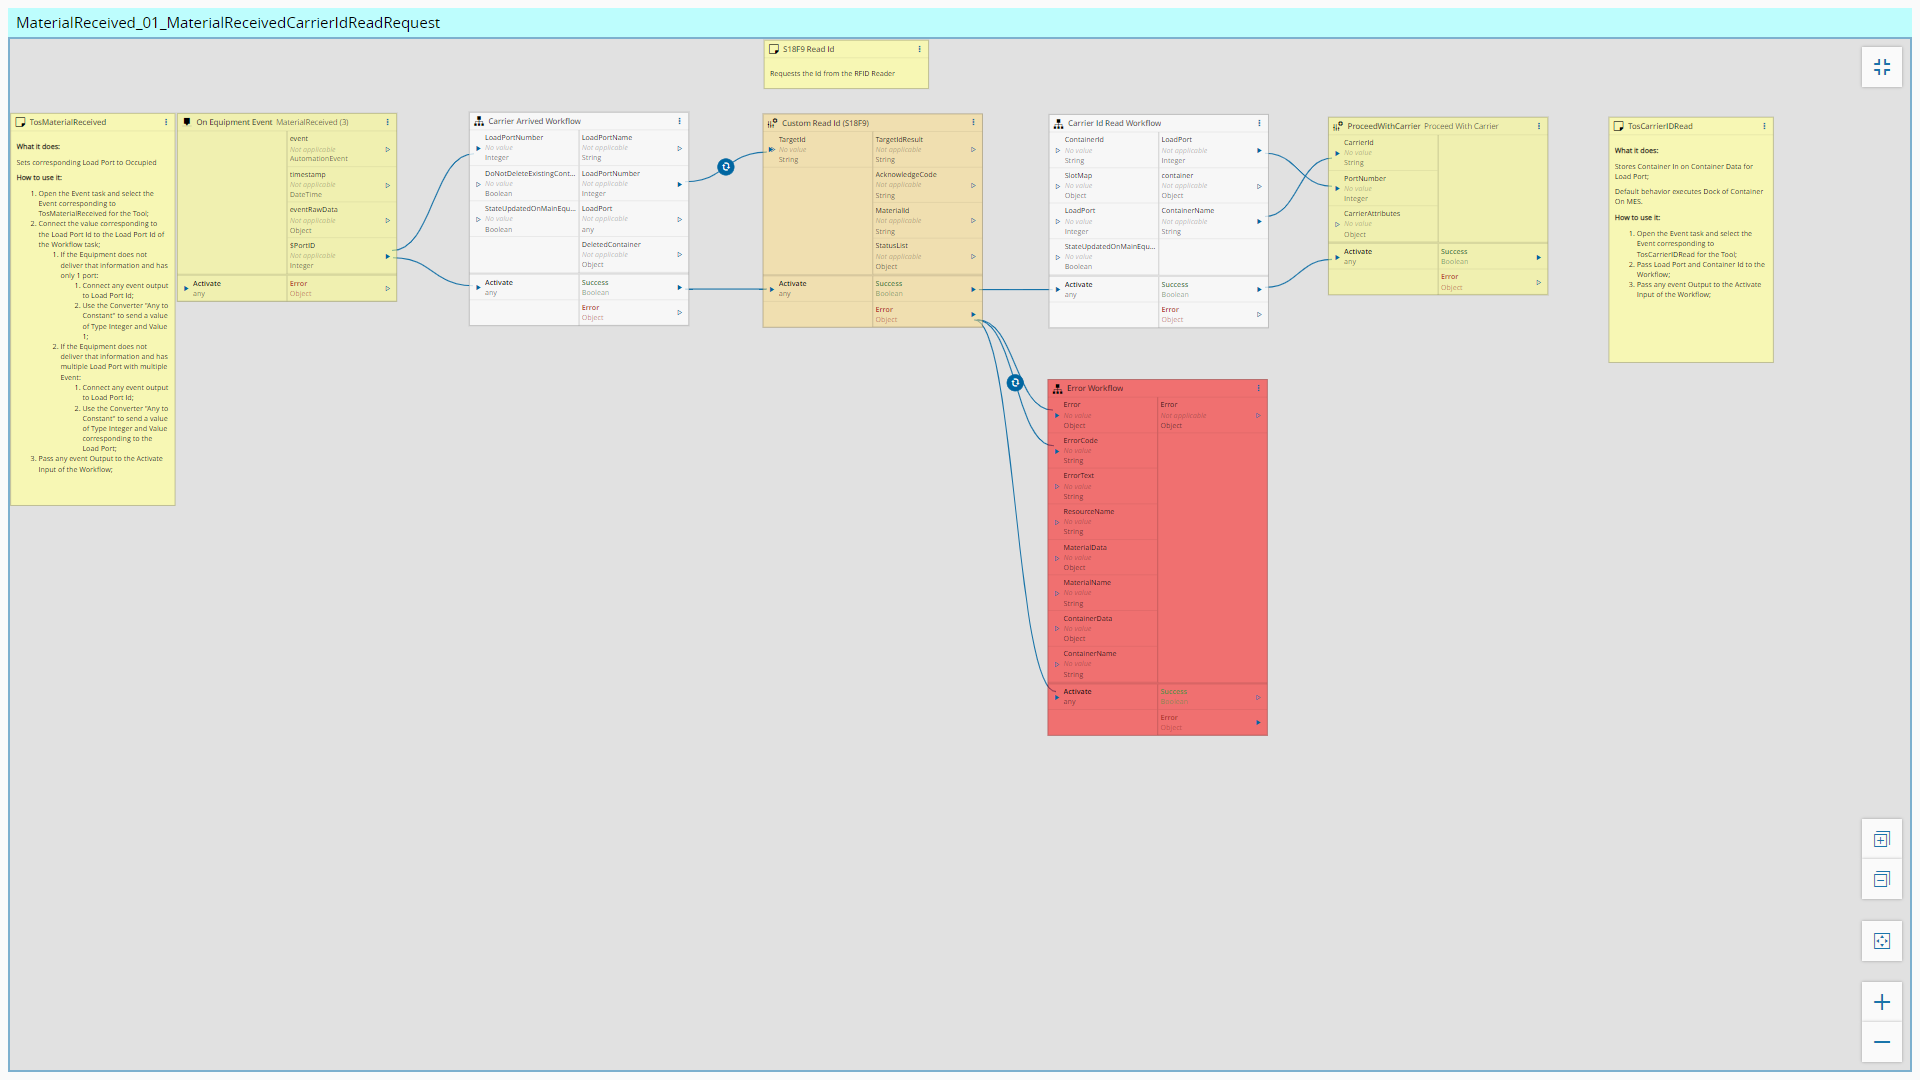 MaterialReceived_01_MaterialReceivedCarrierIdReadRequest
S18F9 Read Id
Requests the Id from the RFID Reader
TosMaterialReceived
What it does:
Sets corresponding Load Port to Occupied
How to use it:
1. Open the Event task and select the
Event corresponding to
TosMaterialReceived for the Tool;
2. Connect the value corresponding to
the Load Port Id to the Load Port Id of
the Workflow task;
1. If the Equipment does not
deliver that information and has
only 1 port:
1. Connect any event output
to Load Port Id;
2. Use the Converter "Any to
Constant" to send a value
of Type Integer and Value
1;
2. If the Equipment does not
deliver that information and has
multiple Load Port with multiple
Event:
1. Connect any event output
to Load Port Id;
2. Use the Converter "Any to
Constant" to send a value
of Type Integer and Value
corresponding to the
Load Port;
3. Pass any event Output to the Activate
Input of the Workflow;
On Equipment Event MaterialReceived (3)
event
Not applicable
AutomationEvent
timestamp
Not applicable
DateTime
eventRawData
Not applicable
Object
$PortID
Not applicable
Integer
Activate
any
Error
Object
Carrier Arrived Workflow
LoadPortNumber
No value
Integer
DoNotDeleteExistingCont...
No value
Boolean
StateUpdatedOnMainEqu...
No value
Boolean
LoadPortName
Not applicable
String
LoadPortNumber
Not applicable
Integer
LoadPort
Not applicable
any
DeletedContainer
Not applicable
Object
Activate
any
Success
Boolean
Error
Object
Custom Read Id (S18F9)
TargetId
No value
String
TargetIdResult
Not applicable
String
AcknowledgeCode
Not applicable
String
MaterialId
Not applicable
String
StatusList
Not applicable
Object
Activate
any
Success
Boolean
Error
Object
Carrier Id Read Workflow
ContainerId
No value
String
SlotMap
No value
Object
LoadPort
No value
Integer
StateUpdatedOnMainEqu...
No value
Boolean
LoadPort
Not applicable
Integer
container
Not applicable
Object
ContainerName
Not applicable
String
Activate
any
Success
Boolean
Error
Object
ProceedWithCarrier Proceed With Carrier
CarrierId
No value
String
PortNumber
No value
Integer
CarrierAttributes
No value
Object
Activate
any
Success
Boolean
Error
Object
TosCarrierIDRead
What it does:
Stores Container In on Container Data for
Load Port;
Default behavior executes Dock of Container
On MES.
How to use it:
1. Open the Event task and select the
Event corresponding to
TosCarrierIDRead for the Tool;
2. Pass Load Port and Container Id to the
Workflow;
3. Pass any event Output to the Activate
Input of the Workflow;
Error Workflow
Error
No value
Object
ErrorCode
No value
String
ErrorText
No value
String
ResourceName
No value
String
MaterialData
No value
Object
MaterialName
No value
String
ContainerData
No value
Object
ContainerName
No value
String
Error
Not applicable
Object
Activate
any
Success
Boolean
Error
Object